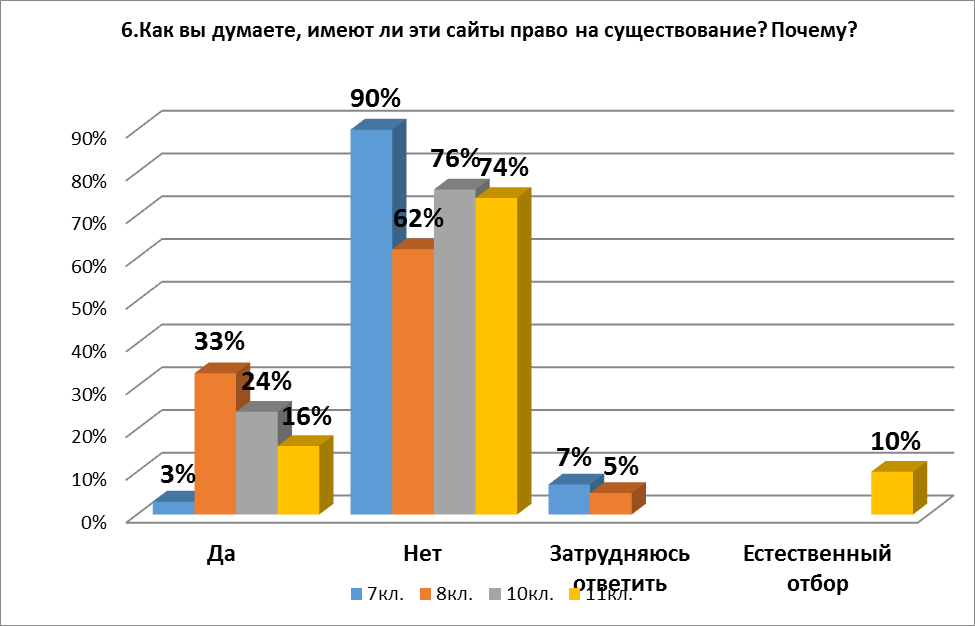 6.Как вы думаете, имеют ли эти сайты право на существование? Почему?
90%
80%
70%
60%
50%
40%
30%
20%
10%
0%
3%
33%
24%
16%
90%
62%
76%
74%
7%
5%
10%
Да
Нет
Затрудняюсь
ответить
Естественный
отбор
7кл.
8кл.
10кл.
11кл.